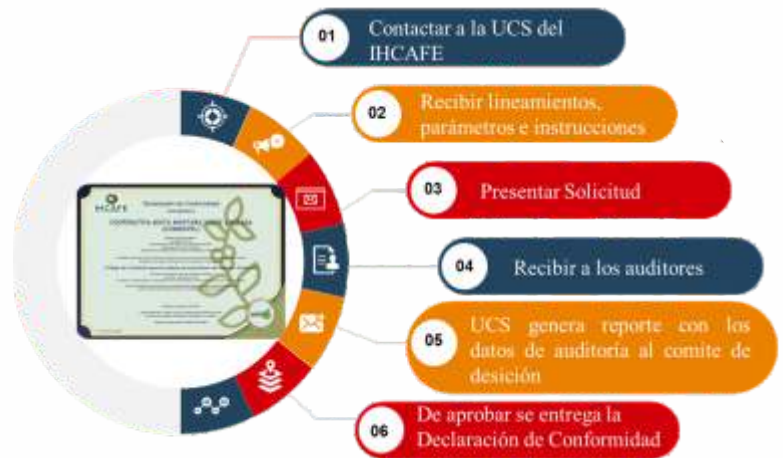 01
Contactar a la UCS del
IHCAFE
02
Recibir lineamientos,
parámetros e instrucciones
03
Presentar Solicitud
04
Recibir a los auditores
05
UCS genera reporte con los
datos de auditoría al comite de
desición
06
De aprobar se entrega la
Declaración de Conformidad
IHCAFE